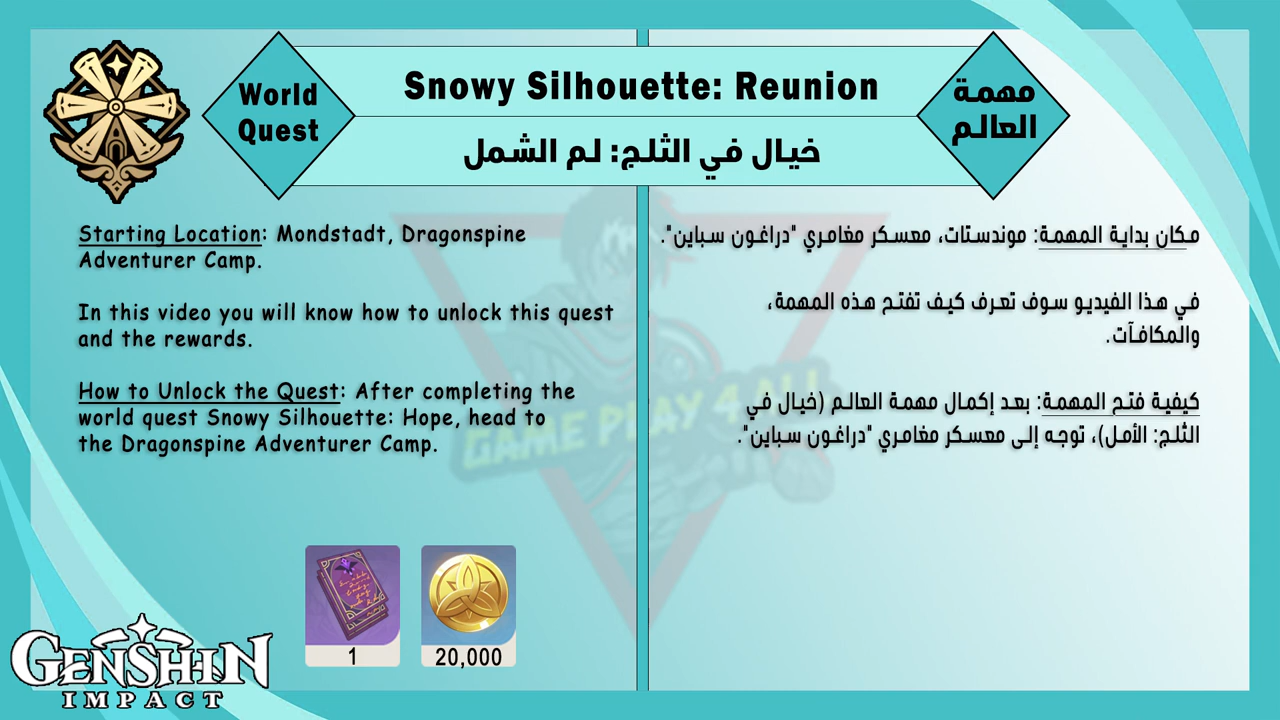 World
Quest
Snowy Silhouette: Reunion
خيال في الثلج: لم الشمل
مهمة
العالم
Starting Location: Mondstadt, Dragonspine
Adventurer Camp.
In this video you will know how to unlock this quest
and the rewards.
How to Unlock the Quest: After completing the
world quest Snowy Silhouette: Hope, head to
the Dragonspine Adventurer Camp.
مكان بداية المهمة: موندستات، معسكر مغامري "دراغون سباين".
في هذا الفيديو سوف تعرف كيف تفتح هذه المهمة،
والمكافآت.
كيفية فتح المهمة: بعد إكمال مهمة العالم (خيال في
الثلج: الأمل)، توجه إلى معسكر مغامري "دراغون سباين".
GAME PLAY 4 ALL
1
20,000
GENSHIN
IMPACT